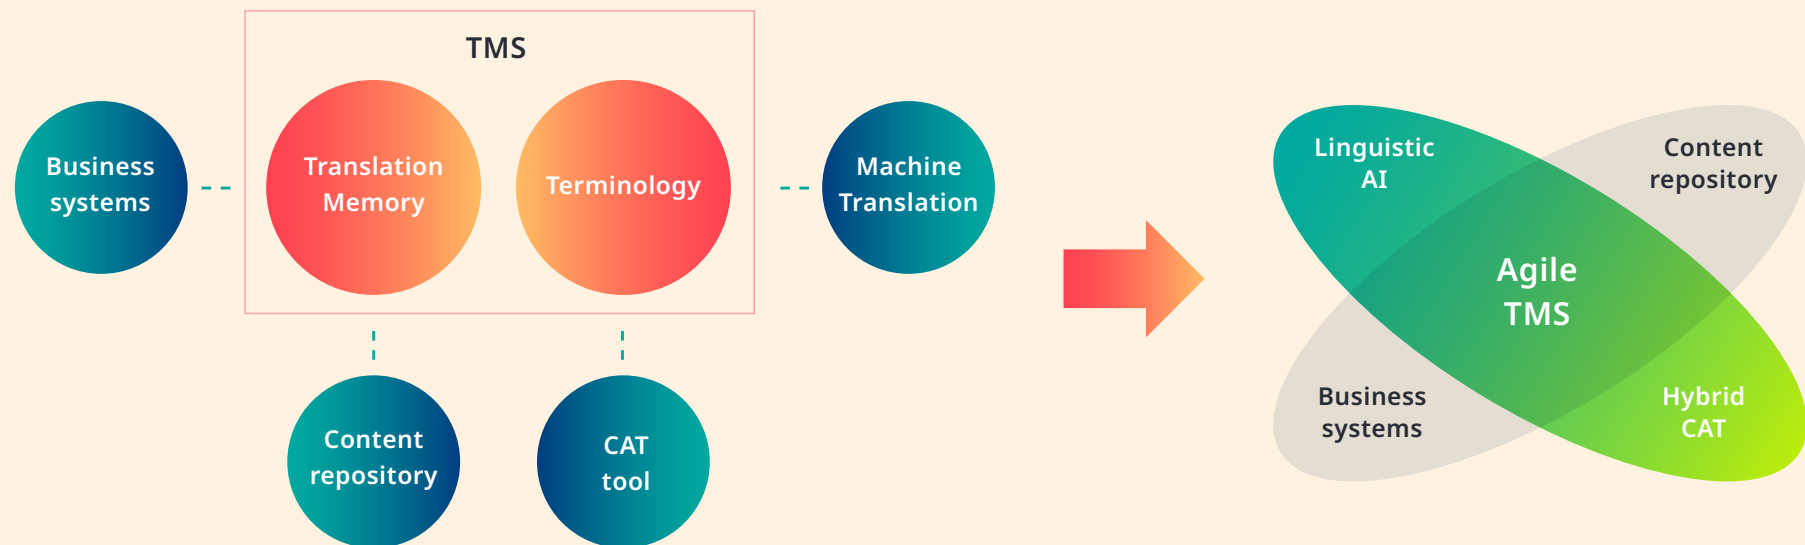 TMS
Business
systems
Translation
Memory
Terminology
Machine
Translation
Content
repository
CAT
tool
Linguistic
AI
Content
repository
Agile
TMS
Business
systems
Hybrid
CAT